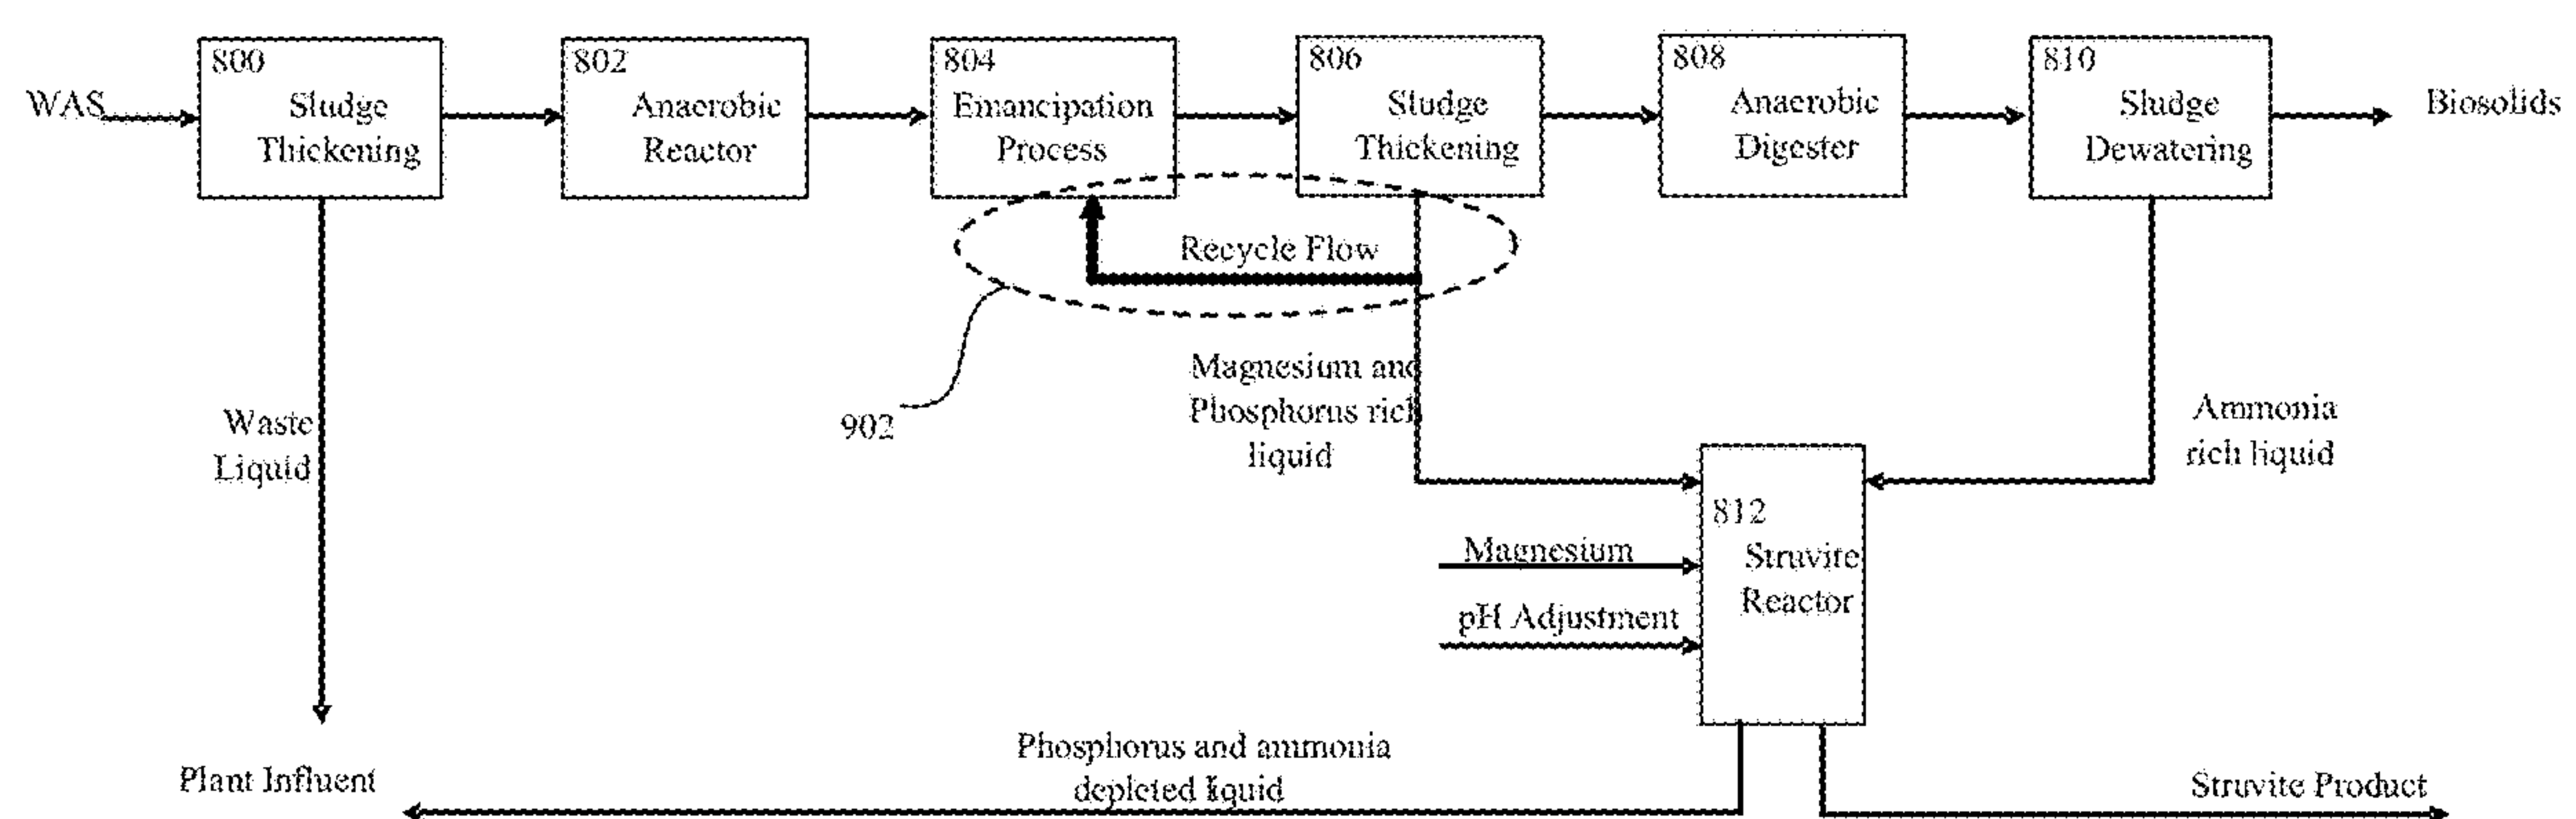 800
802
804
806
808
810
WAS
Sludge
Thickening
Anaerobic
Reactor
Emancipation
Process
Sludge
Thickening
Anaerobic
Digester
Sludge
Dewatering
Biosolids
Recycle Flow
902
Magnesium and
Phosphorus rich
liquid
Waste
Liquid
Ammonia
rich liquid
812
Struvite
Reactor
Magnesium
pH Adjustment
Phosphorus and ammonia
depleted liquid
Plant Influent
Struvite Product